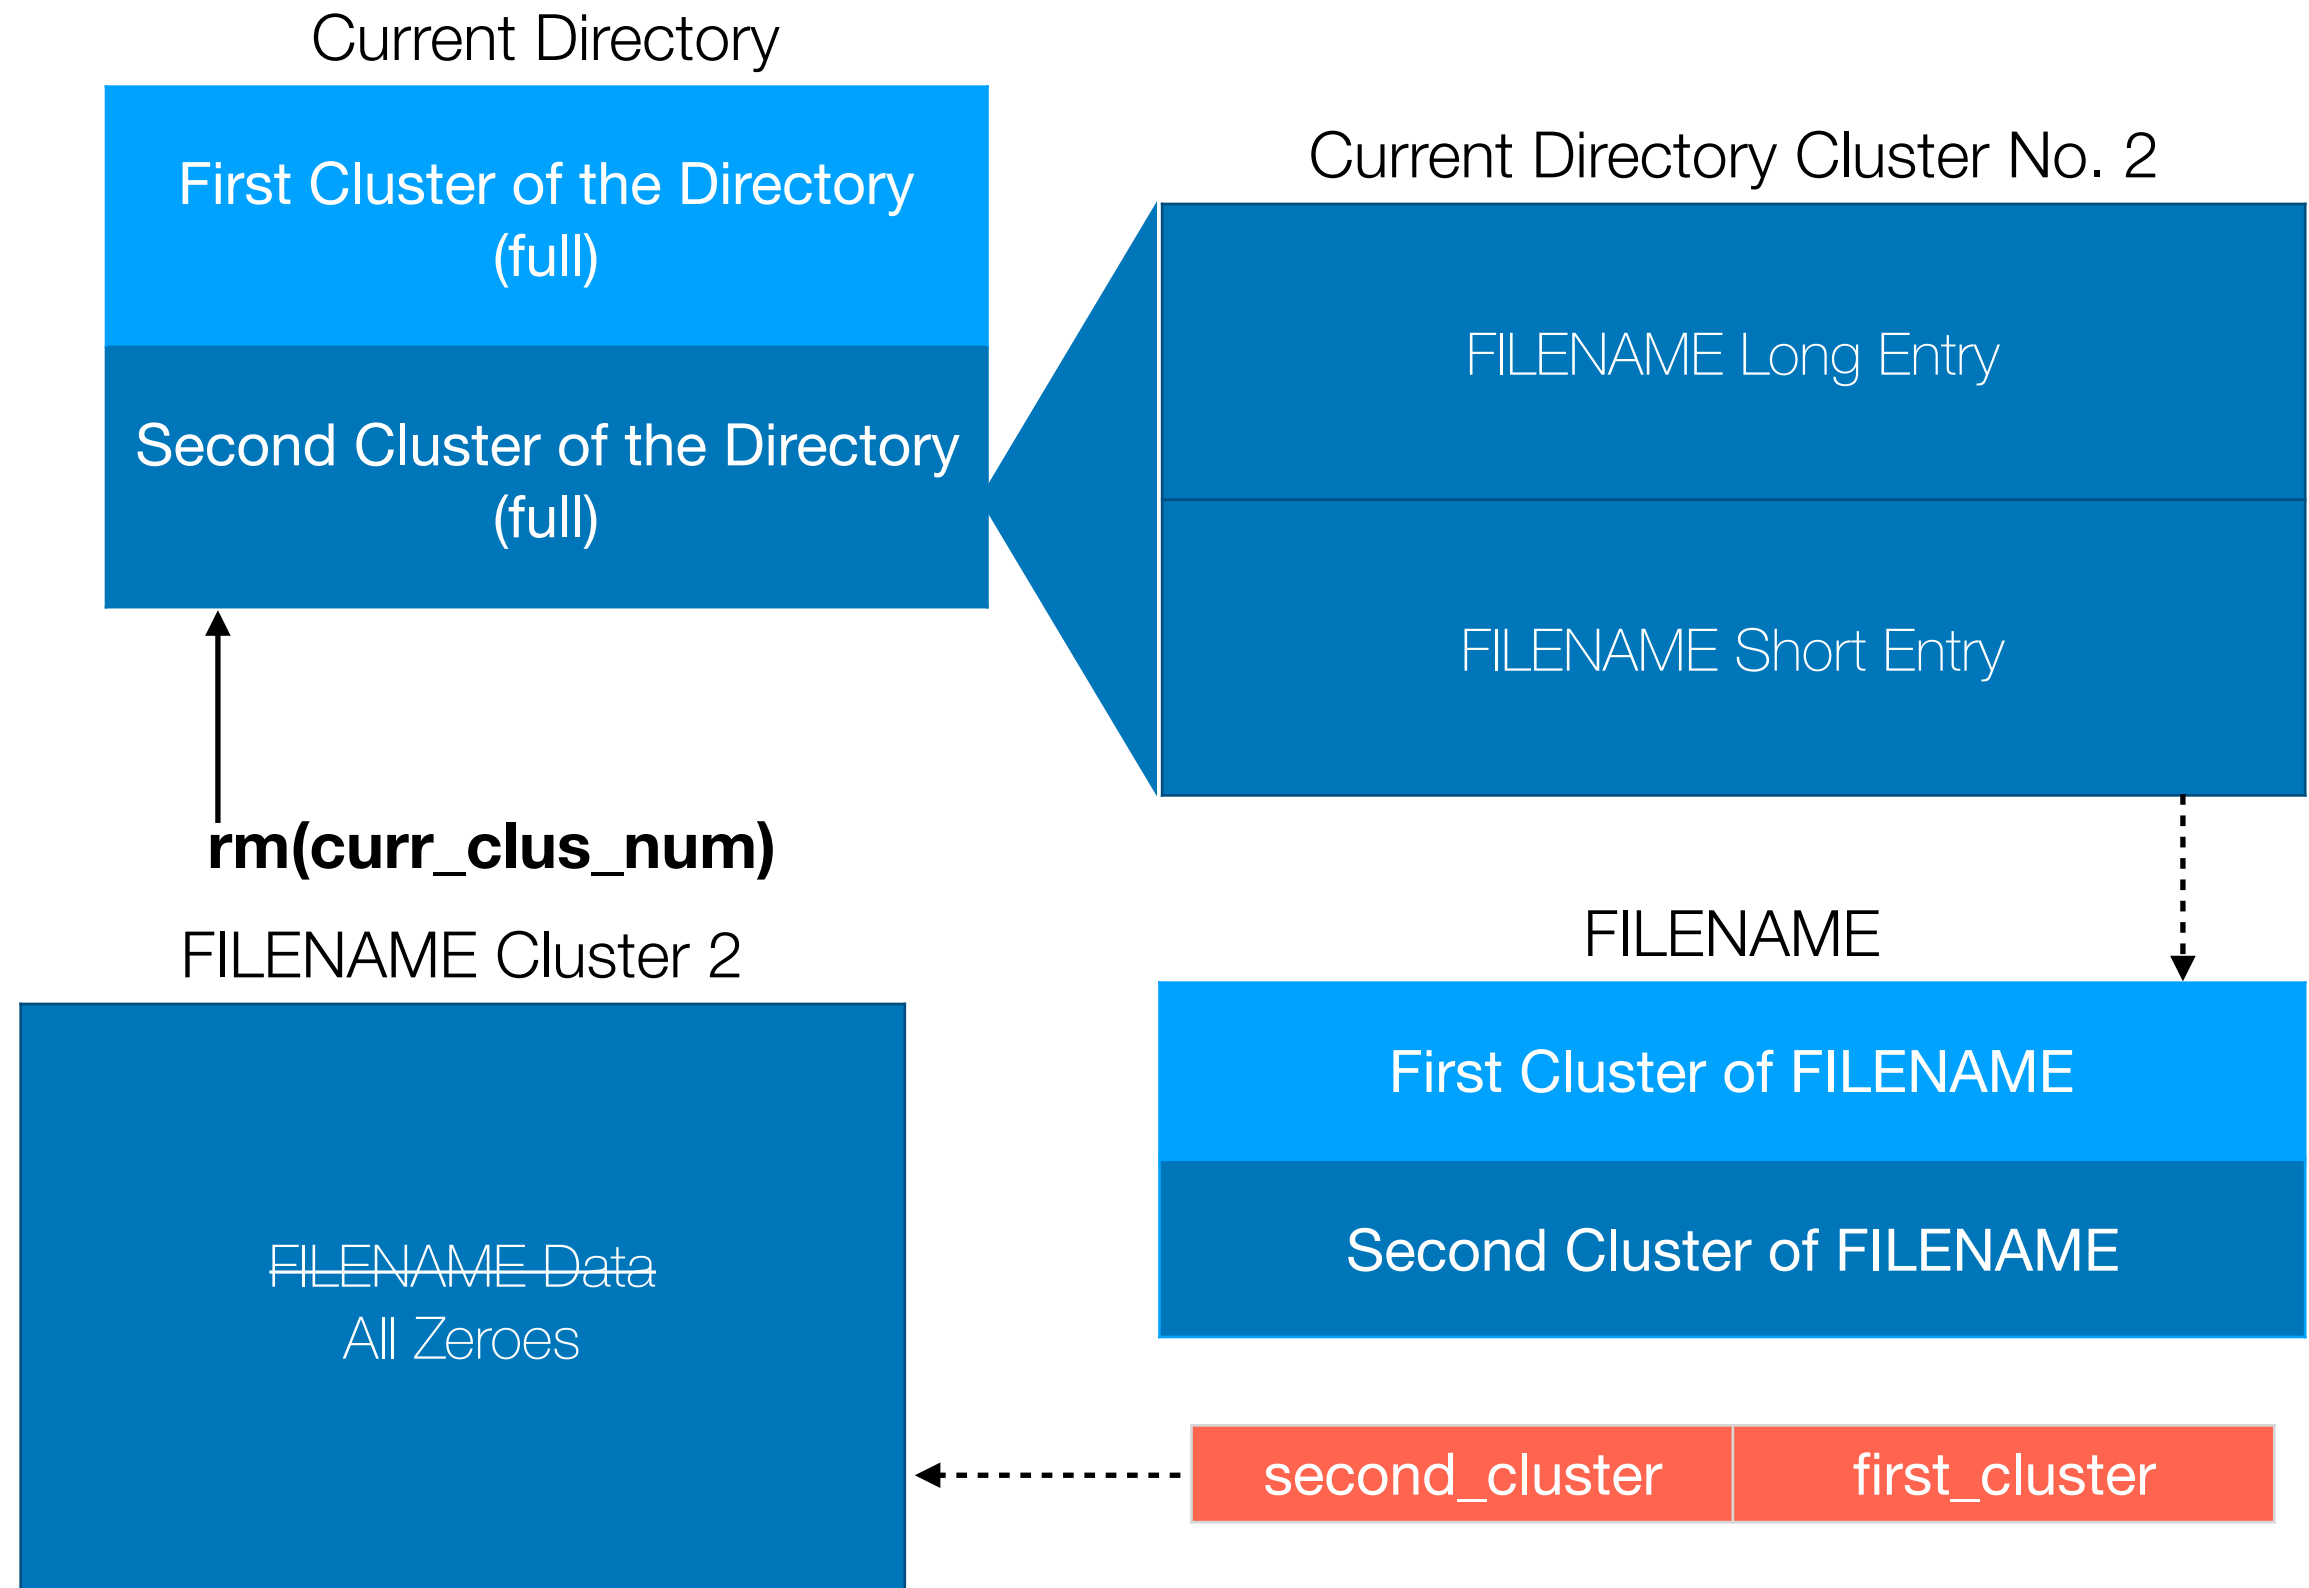 Current Directory
First Cluster of the Directory
(full)
Second Cluster of the Directory
(full)
Current Directory Cluster No. 2
FILENAME Long Entry
FILENAME Short Entry
rm(curr_clus_num)
FILENAME Cluster 2
FILENAME Data
All Zeroes
FILENAME
First Cluster of FILENAME
Second Cluster of FILENAME
second_cluster
first_cluster